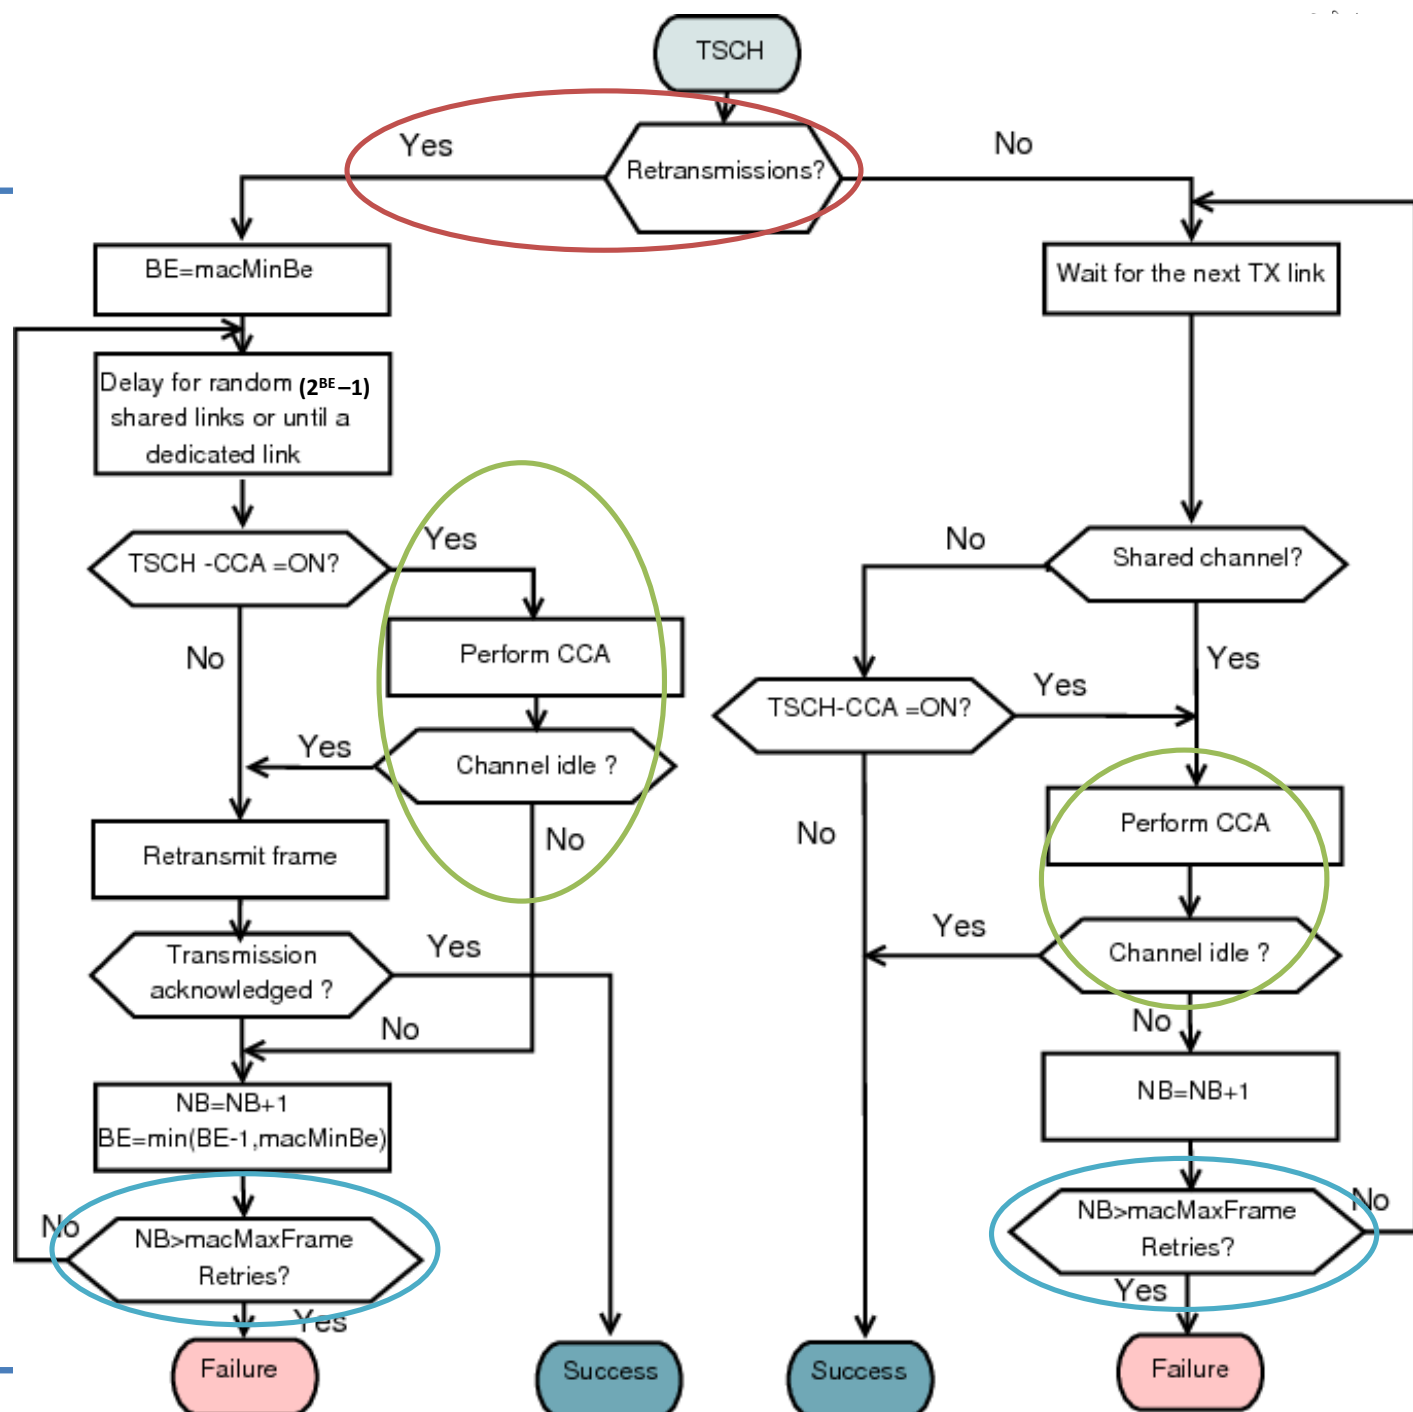 TSCH
Yes
Retransmissions?
No
BE=macMinBe
Wait for the next TX link
Delay for random (2^BE–1)
shared links or until a
dedicated link
TSCH -CCA =ON?
Yes
No
Shared channel?
No
Perform CCA
Yes
TSCH-CCA =ON?
Yes
Yes
Channel idle ?
No
No
Perform CCA
Retransmit frame
Transmission
acknowledged ?
Yes
Yes
Channel idle ?
No
No
NB=NB+1
BE=min(BE-1,macMinBe)
NB=NB+1
No
NB>macMaxFrame
Retries?
Yes
NB>macMaxFrame
Retries?
No
Yes
Failure
Success
Success
Failure